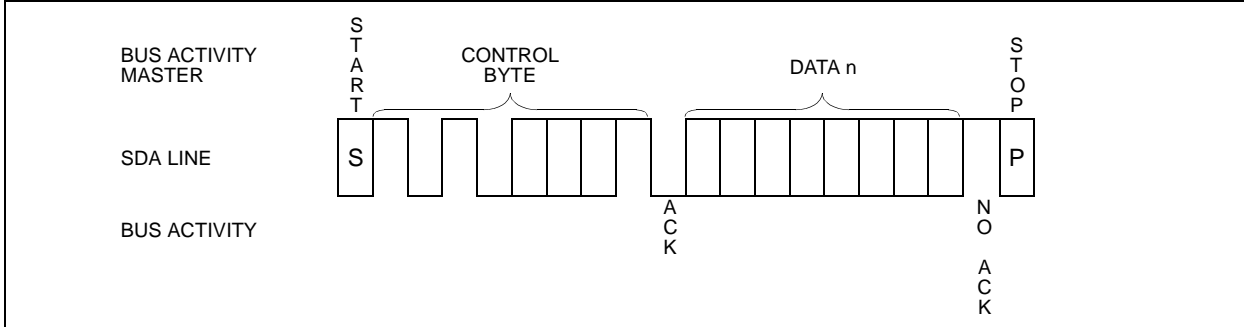 BUS ACTIVITY
MASTER
START
CONTROL
BYTE
DATA n
STOP
SDA LINE
S
P
BUS ACTIVITY
ACK
NO ACK